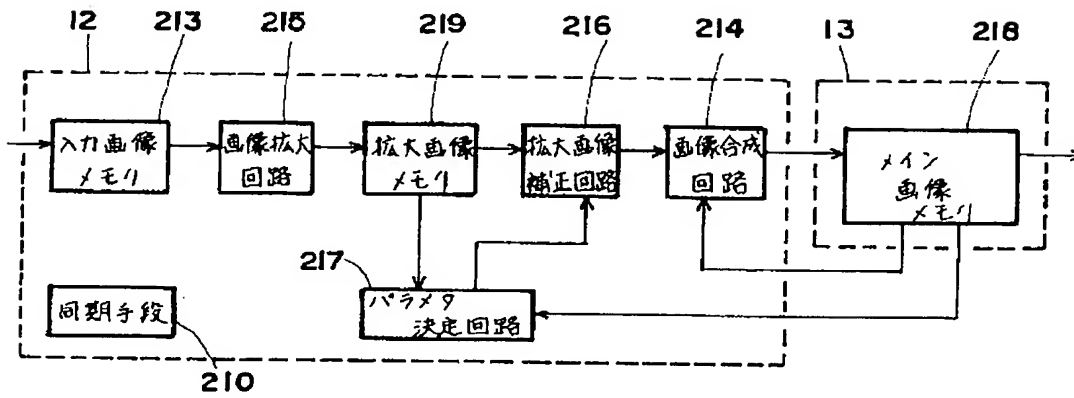 12
213
215
219
216
214
13
218
入力画像
メモリ
画像拡大
回路
拡大画像
メモリ
拡大画像
補正回路
画像合成
回路
メイン
画像
メモリ
217
パラメタ
決定回路
同期手段
210